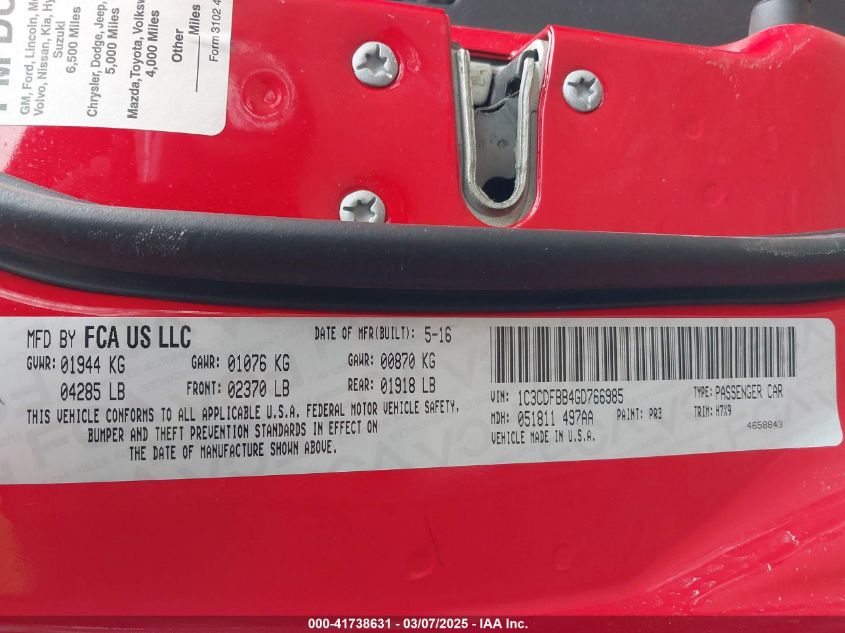 GM, Ford, Lincoln, M
Volvo, Nissan, Kia, Hy
Suzuki
6,500 Miles
Chrysler, Dodge, Jeep,
5,000 Miles
Mazda, Toyota, Volksw
4,000 Miles
Other
Miles
Form 3102 4
MFD BY FCA US LLC
DATE OF MFR(BUILT): 5-16
GVWR: 01944 KG GAWR: 01076 KG GAWR: 00870 KG
04285 LB FRONT: 02370 LB REAR: 01918 LB
THIS VEHICLE CONFORMS TO ALL APPLICABLE U.S.A. FEDERAL MOTOR VEHICLE SAFETY,
BUMPER AND THEFT PREVENTION STANDARDS IN EFFECT ON
THE DATE OF MANUFACTURE SHOWN ABOVE.
VIN: 1C3CDFBB4GD766985 TYPE: PASSENGER CAR
MDH: 051811 497AA PAINT: PR3 TRIM: H7X9
VEHICLE MADE IN U.S.A. 4658843
000-41738631 - 03/07/2025 - IAA Inc.